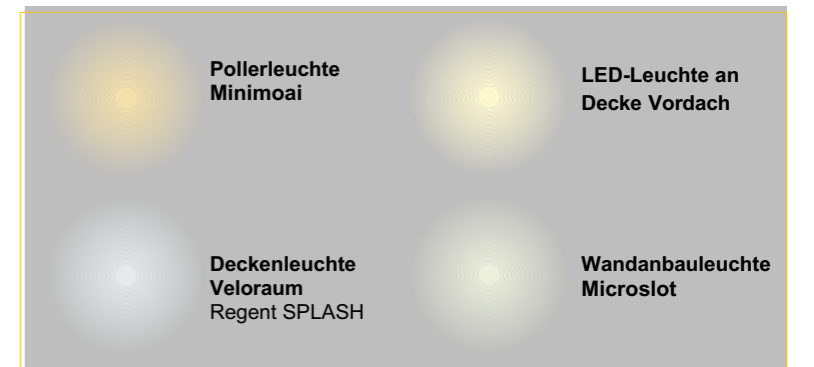 Pollerleuchte
Minimoai
LED-Leuchte an
Decke Vordach
Deckenleuchte
Veloraum
Regent SPLASH
Wandanbauleuchte
Microslot